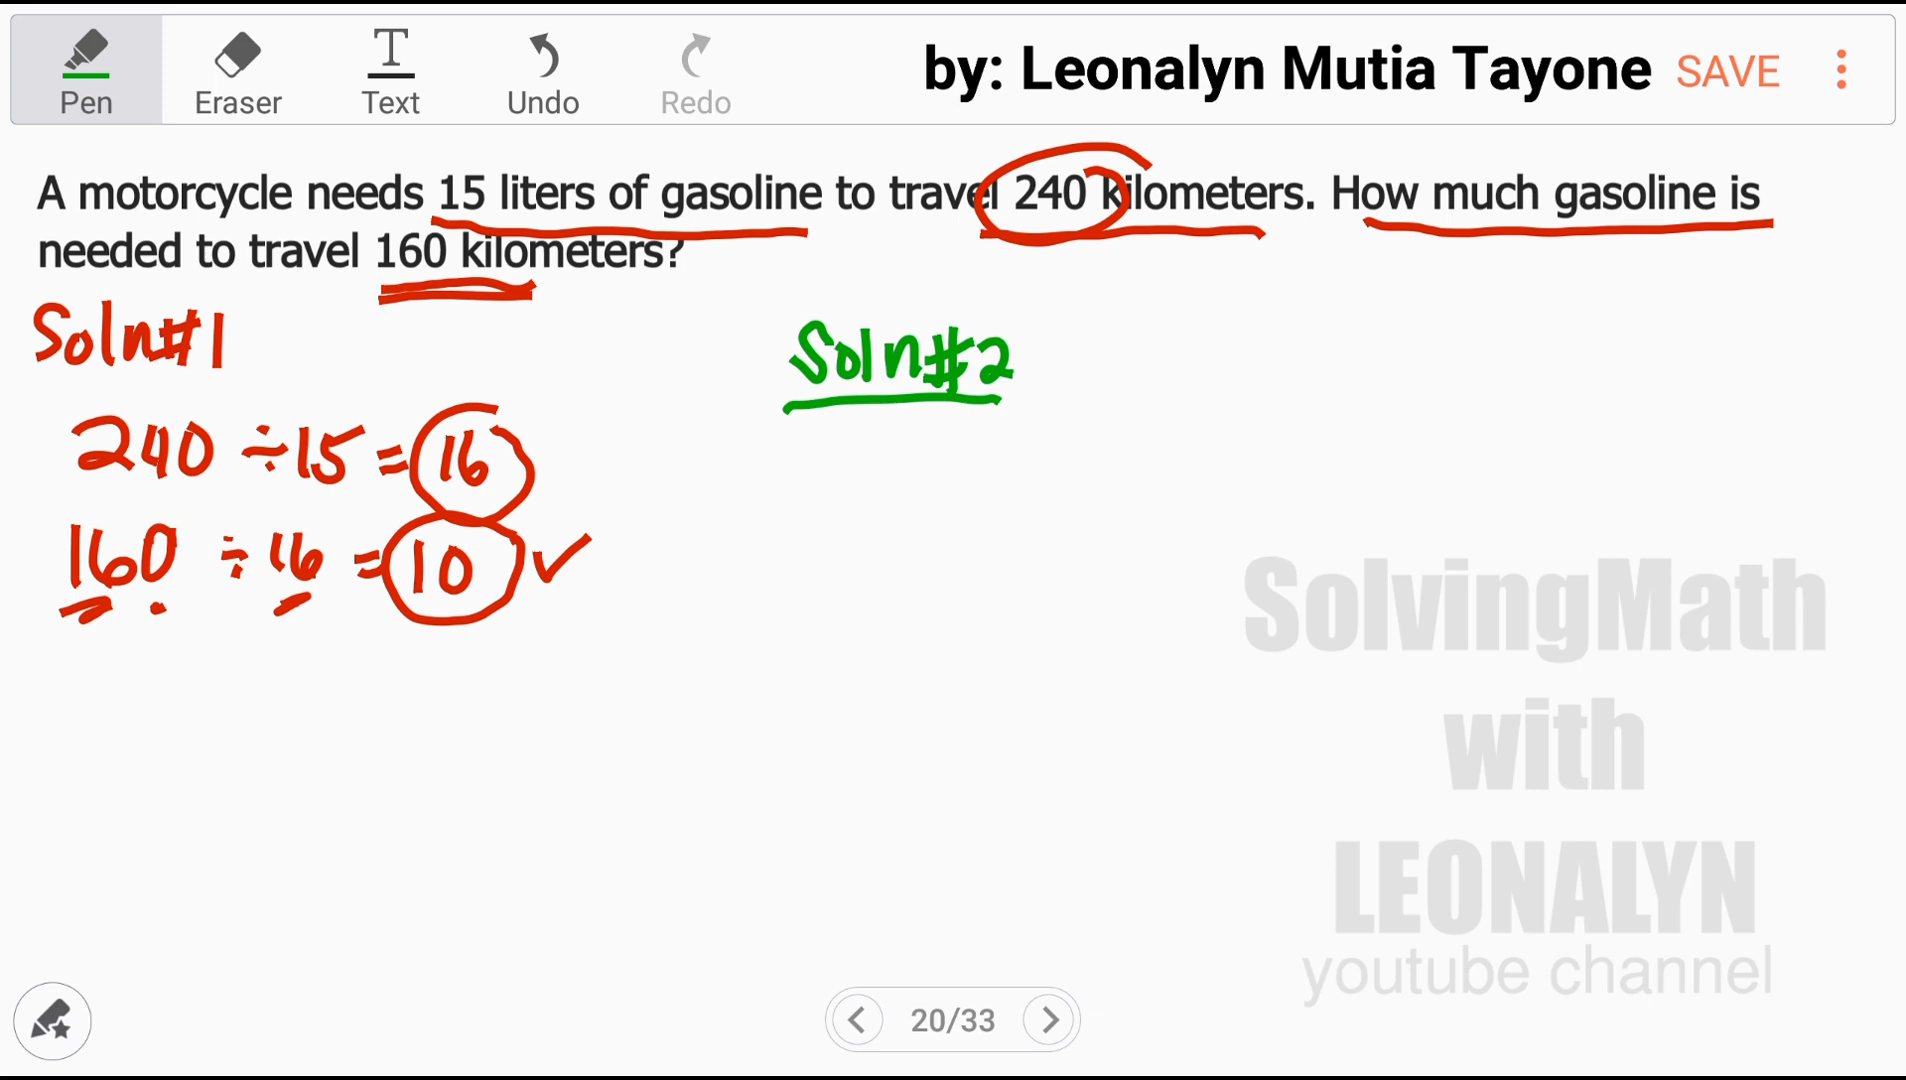 Pen Eraser Text Undo Redo by: Leonalyn Mutia Tayone SAVE
A motorcycle needs 15 liters of gasoline to travel 240 kilometers. How much gasoline is
needed to travel 160 kilometers?
Soln#1
Soln#2
240 ÷ 15 = 16
160 ÷ 16 = 10 ✓
SolvingMath
with
LEONALYN
youtube channel
20/33